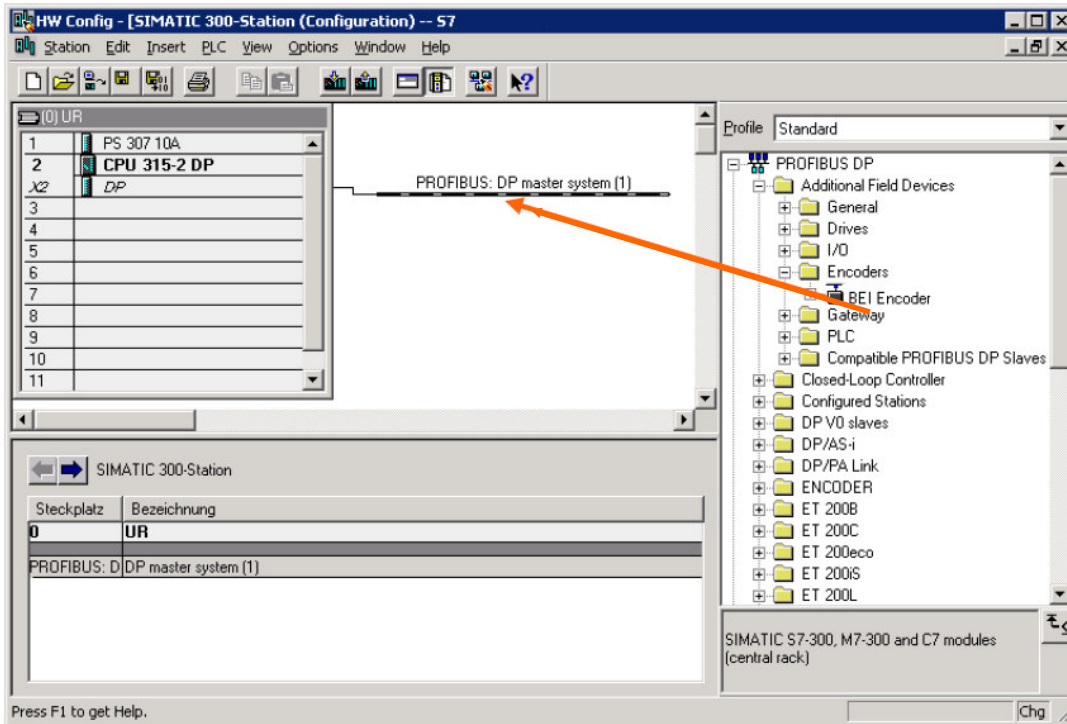 HW Config - [SIMATIC 300-Station (Configuration) -- S7
Station Edit Insert PLC View Options Window Help
(0) UR
1 PS 307 10A
2 CPU 315-2 DP
X2 DP
3
4
5
6
7
8
9
10
11
PROFIBUS: DP master system (1)
Profile Standard
PROFIBUS DP
Additional Field Devices
General
Drives
I/O
Encoders
BEI Encoder
Gateway
PLC
Compatible PROFIBUS DP Slaves
Closed-Loop Controller
Configured Stations
DP V0 slaves
DP/AS-i
DP/PA Link
ENCODER
ET 200B
ET 200C
ET 200eco
ET 200iS
ET 200L
SIMATIC 300-Station
Steckplatz Bezeichnung
0 UR
PROFIBUS: D DP master system (1)
SIMATIC S7-300, M7-300 and C7 modules
(central rack)
Press F1 to get Help.
Chg